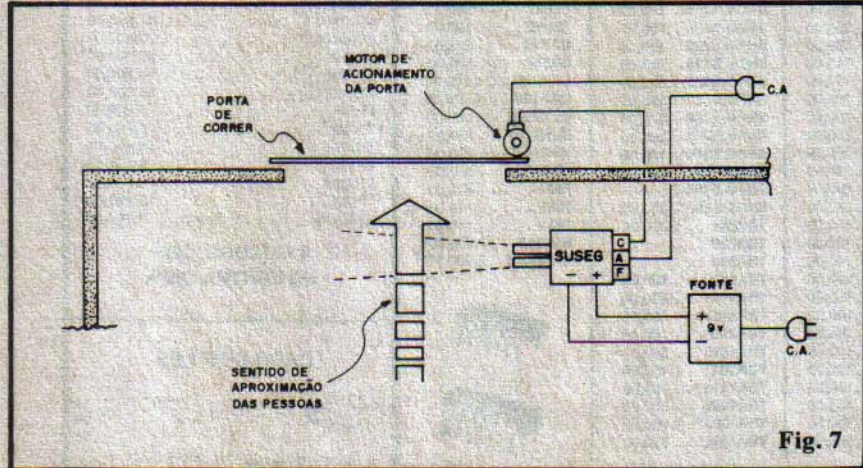 MOTOR DE
ACIONAMENTO
DA PORTA
C.A
PORTA
DE
CORRER
SUSEG
C
A
F
- +
FONTE
+
9v
-
C.A.
SENTIDO DE
APROXIMAÇÃO
DAS PESSOAS
Fig. 7